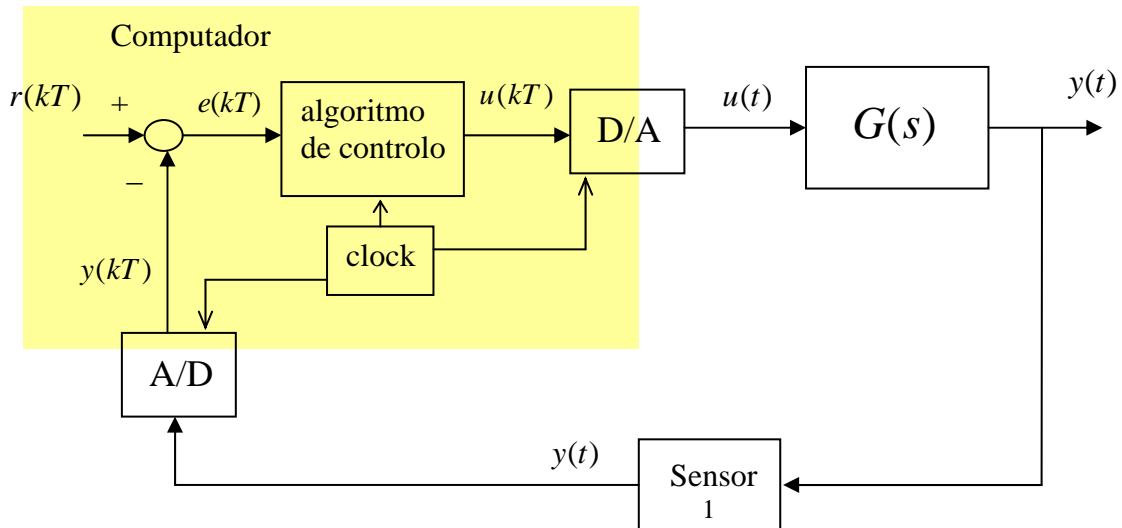 Computador
r(kT)
+
−
e(kT)
algoritmo
de controlo
u(kT)
D/A
u(t)
G(s)
y(t)
clock
y(kT)
A/D
y(t)
Sensor
1